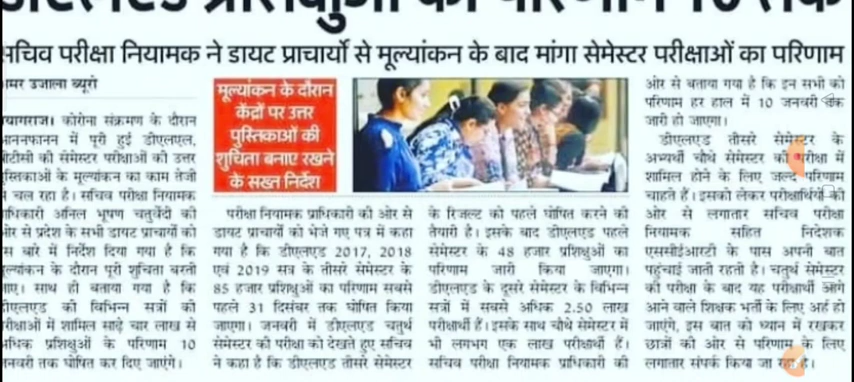 सचिव परीक्षा नियामक ने डायट प्राचार्यो से मूल्यांकन के बाद मांगा सेमेस्टर परीक्षाओं का परिणाम
अमर उजाला ब्यूरो
प्रयागराज। कोरोना संक्रमण के दौरान
आननफानन में पूरी हुई डीएलएल,
बीटीसी की सेमेस्टर परीक्षाओं की उत्तर
पुस्तिकाओं के मूल्यांकन का काम तेजी
से चल रहा है। सचिव परीक्षा नियामक
प्राधिकारी अनिल भूषण चतुर्वेदी की
ओर से प्रदेश के सभी डायट प्राचार्यों को
इस बारे में निर्देश दिया गया है कि
मूल्यांकन के दौरान पूरी शुचिता बरती
जाए। साथ ही बताया गया है कि
डीएलएड की विभिन्न सत्रों की
परीक्षाओं में शामिल साढ़े चार लाख से
अधिक प्रशिक्षुओं के परिणाम 10
जनवरी तक घोषित कर दिए जाएंगे।
मूल्यांकन के दौरान
केंद्रों पर उत्तर
पुस्तिकाओं की
शुचिता बनाए रखने
के सख्त निर्देश
परीक्षा नियामक प्राधिकारी की ओर से
डायट प्राचार्यों को भेजे गए पत्र में कहा
गया है कि डीएलएड 2017, 2018
एवं 2019 सत्र के तीसरे सेमेस्टर के
85 हजार प्रशिक्षुओं का परिणाम सबसे
पहले 31 दिसंबर तक घोषित किया
जाएगा। जनवरी में डीएलएड चतुर्थ
सेमेस्टर की परीक्षा को देखते हुए सचिव
ने कहा है कि डीएलएड तीसरे सेमेस्टर
के रिजल्ट को पहले घोषित करने की
तैयारी है। इसके बाद डीएलएड पहले
सेमेस्टर के 48 हजार प्रशिक्षुओं का
परिणाम जारी किया जाएगा।
डीएलएड के दूसरे सेमेस्टर के विभिन्न
सत्रों में सबसे अधिक 2.50 लाख
परीक्षार्थी हैं। इसके साथ चौथे सेमेस्टर में
भी लगभग एक लाख परीक्षार्थी हैं।
सचिव परीक्षा नियामक प्राधिकारी की
ओर से बताया गया है कि इन सभी को
परिणाम हर हाल में 10 जनवरी तक
जारी हो जाएगा।
डीएलएड तीसरे सेमेस्टर के
अभ्यर्थी चौथे सेमेस्टर की परीक्षा में
शामिल होने के लिए जल्द परिणाम
चाहते हैं। इसको लेकर परीक्षार्थियों की
ओर से लगातार सचिव परीक्षा
नियामक सहित निदेशक
एससीईआरटी के पास अपनी बात
पहुंचाई जाती रहती है। चतुर्थ सेमेस्टर
की परीक्षा के बाद यह परीक्षार्थी आगे
आने वाले शिक्षक भर्ती के लिए अर्ह हो
जाएंगे, इस बात को ध्यान में रखकर
छात्रों की ओर से परिणाम के लिए
लगातार संपर्क किया जा रहा है।